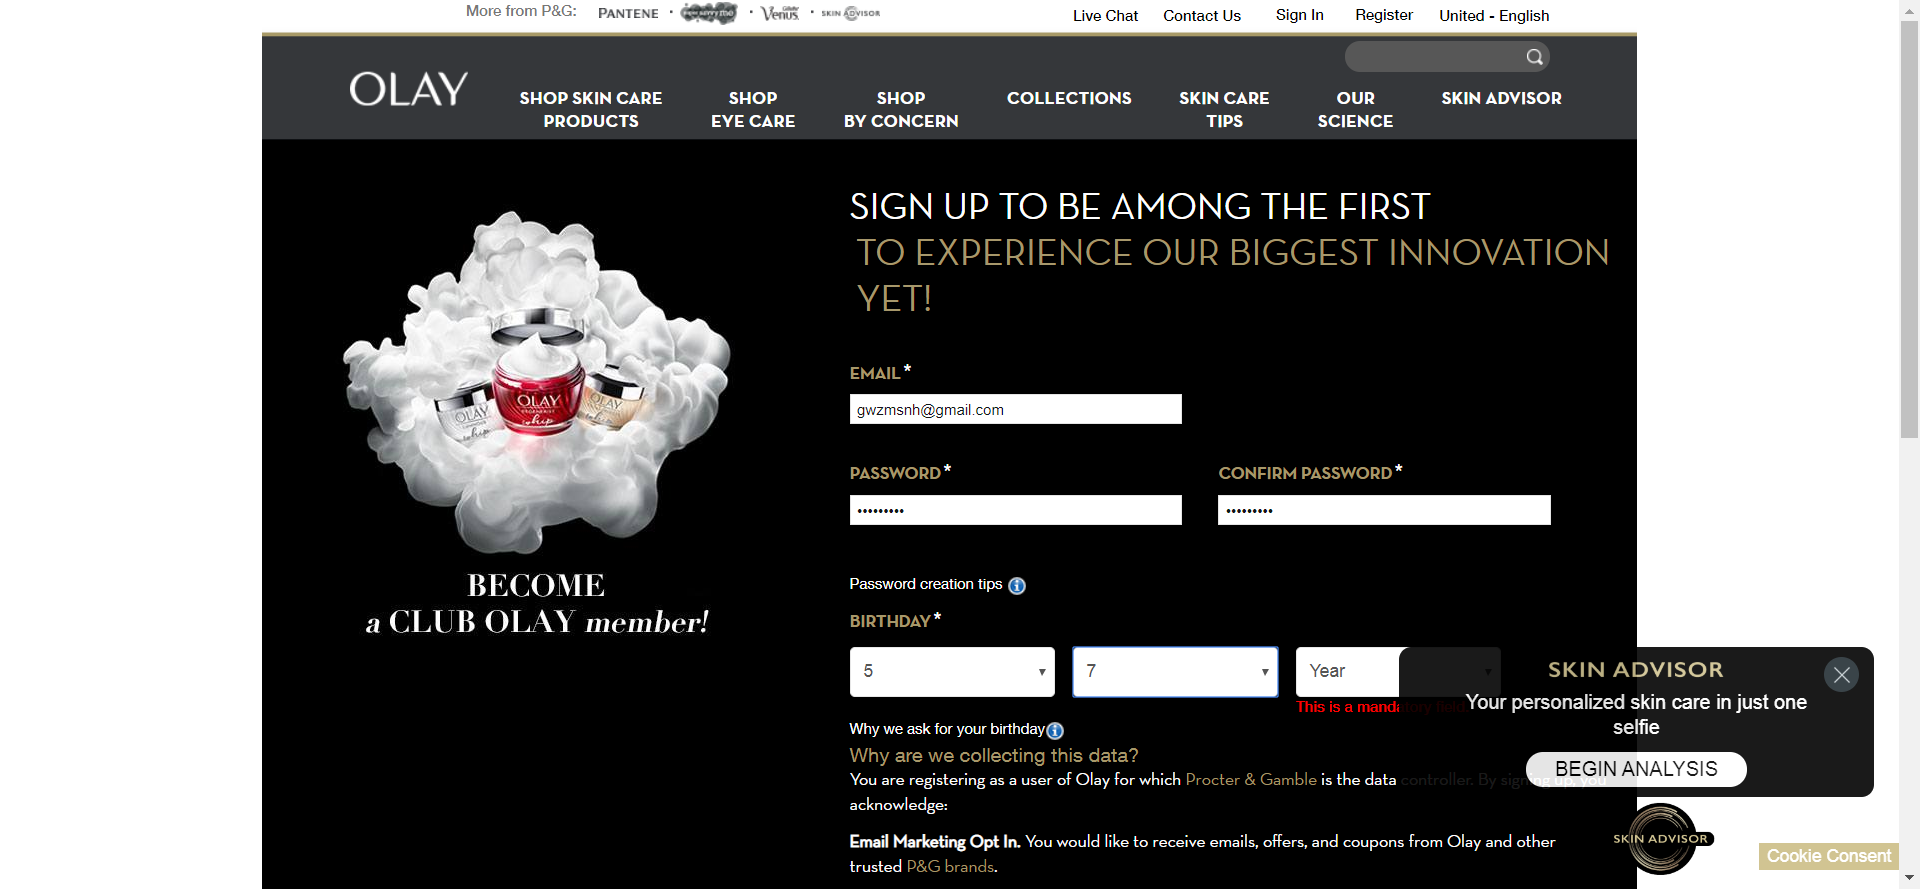 More from P&G:
PANTENE
Venus
SKIN ADVISOR
Live Chat
Contact Us
Sign In
Register
United - English
OLAY
SHOP SKIN CARE
PRODUCTS
SHOP
EYE CARE
SHOP
BY CONCERN
COLLECTIONS
SKIN CARE
TIPS
OUR
SCIENCE
SKIN ADVISOR
SIGN UP TO BE AMONG THE FIRST
TO EXPERIENCE OUR BIGGEST INNOVATION
YET!
OLAY
whip
OLAY
REGENERIST
whip
BECOME
a CLUB OLAY member!
EMAIL*
gwzmsnh@gmail.com
PASSWORD*
CONFIRM PASSWORD*
•••••••••
•••••••••
Password creation tips
BIRTHDAY*
5
7
Year
This is a mandatory field.
Why we ask for your birthday
Why are we collecting this data?
You are registering as a user of Olay for which Procter & Gamble is the data controller. By signing up, you
acknowledge:
Email Marketing Opt In. You would like to receive emails, offers, and coupons from Olay and other
trusted P&G brands.
SKIN ADVISOR
Your personalized skin care in just one
selfie
BEGIN ANALYSIS
SKIN ADVISOR
Cookie Consent